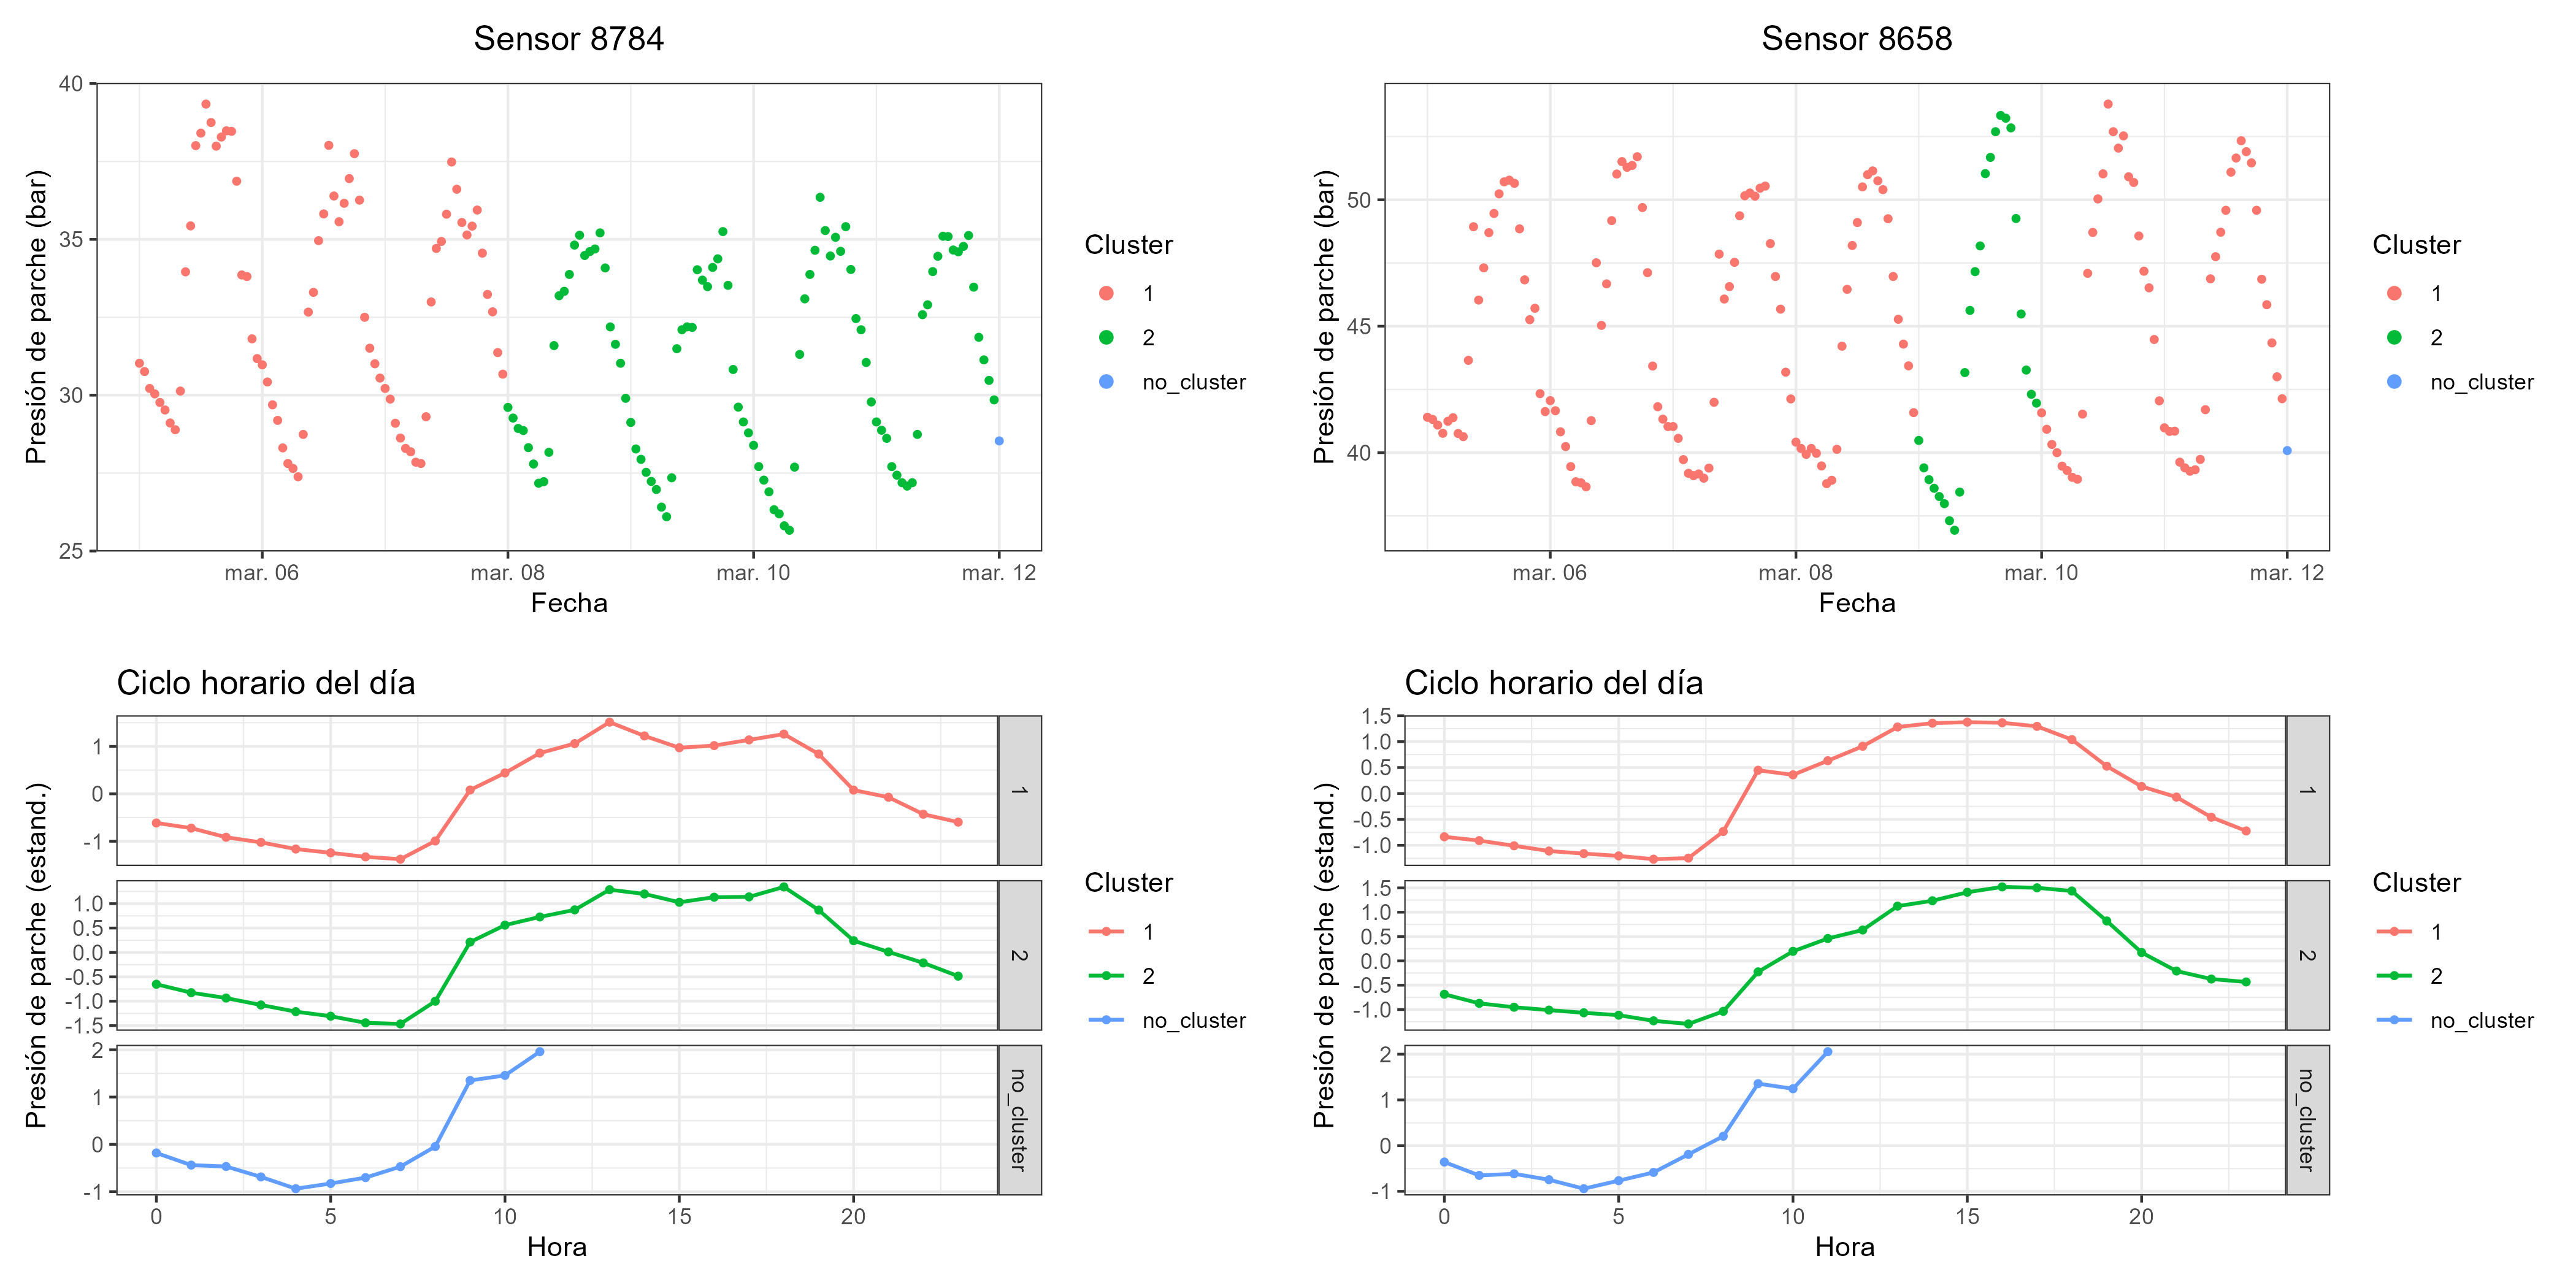 Sensor 8784
Presión de parche (bar)
40
35
30
25
mar. 06
mar. 08
mar. 10
mar. 12
Fecha
Cluster
1
2
no_cluster
Sensor 8658
Presión de parche (bar)
50
45
40
mar. 06
mar. 08
mar. 10
mar. 12
Fecha
Cluster
1
2
no_cluster
Ciclo horario del día
Presión de parche (estand.)
1
0
-1
1
1.0
0.5
0.0
-0.5
-1.0
-1.5
2
2
1
0
-1
no_cluster
0
5
10
15
20
Hora
Cluster
1
2
no_cluster
Ciclo horario del día
Presión de parche (estand.)
1.5
1.0
0.5
0.0
-0.5
-1.0
1
1.5
1.0
0.5
0.0
-0.5
-1.0
2
2
1
0
-1
no_cluster
0
5
10
15
20
Hora
Cluster
1
2
no_cluster